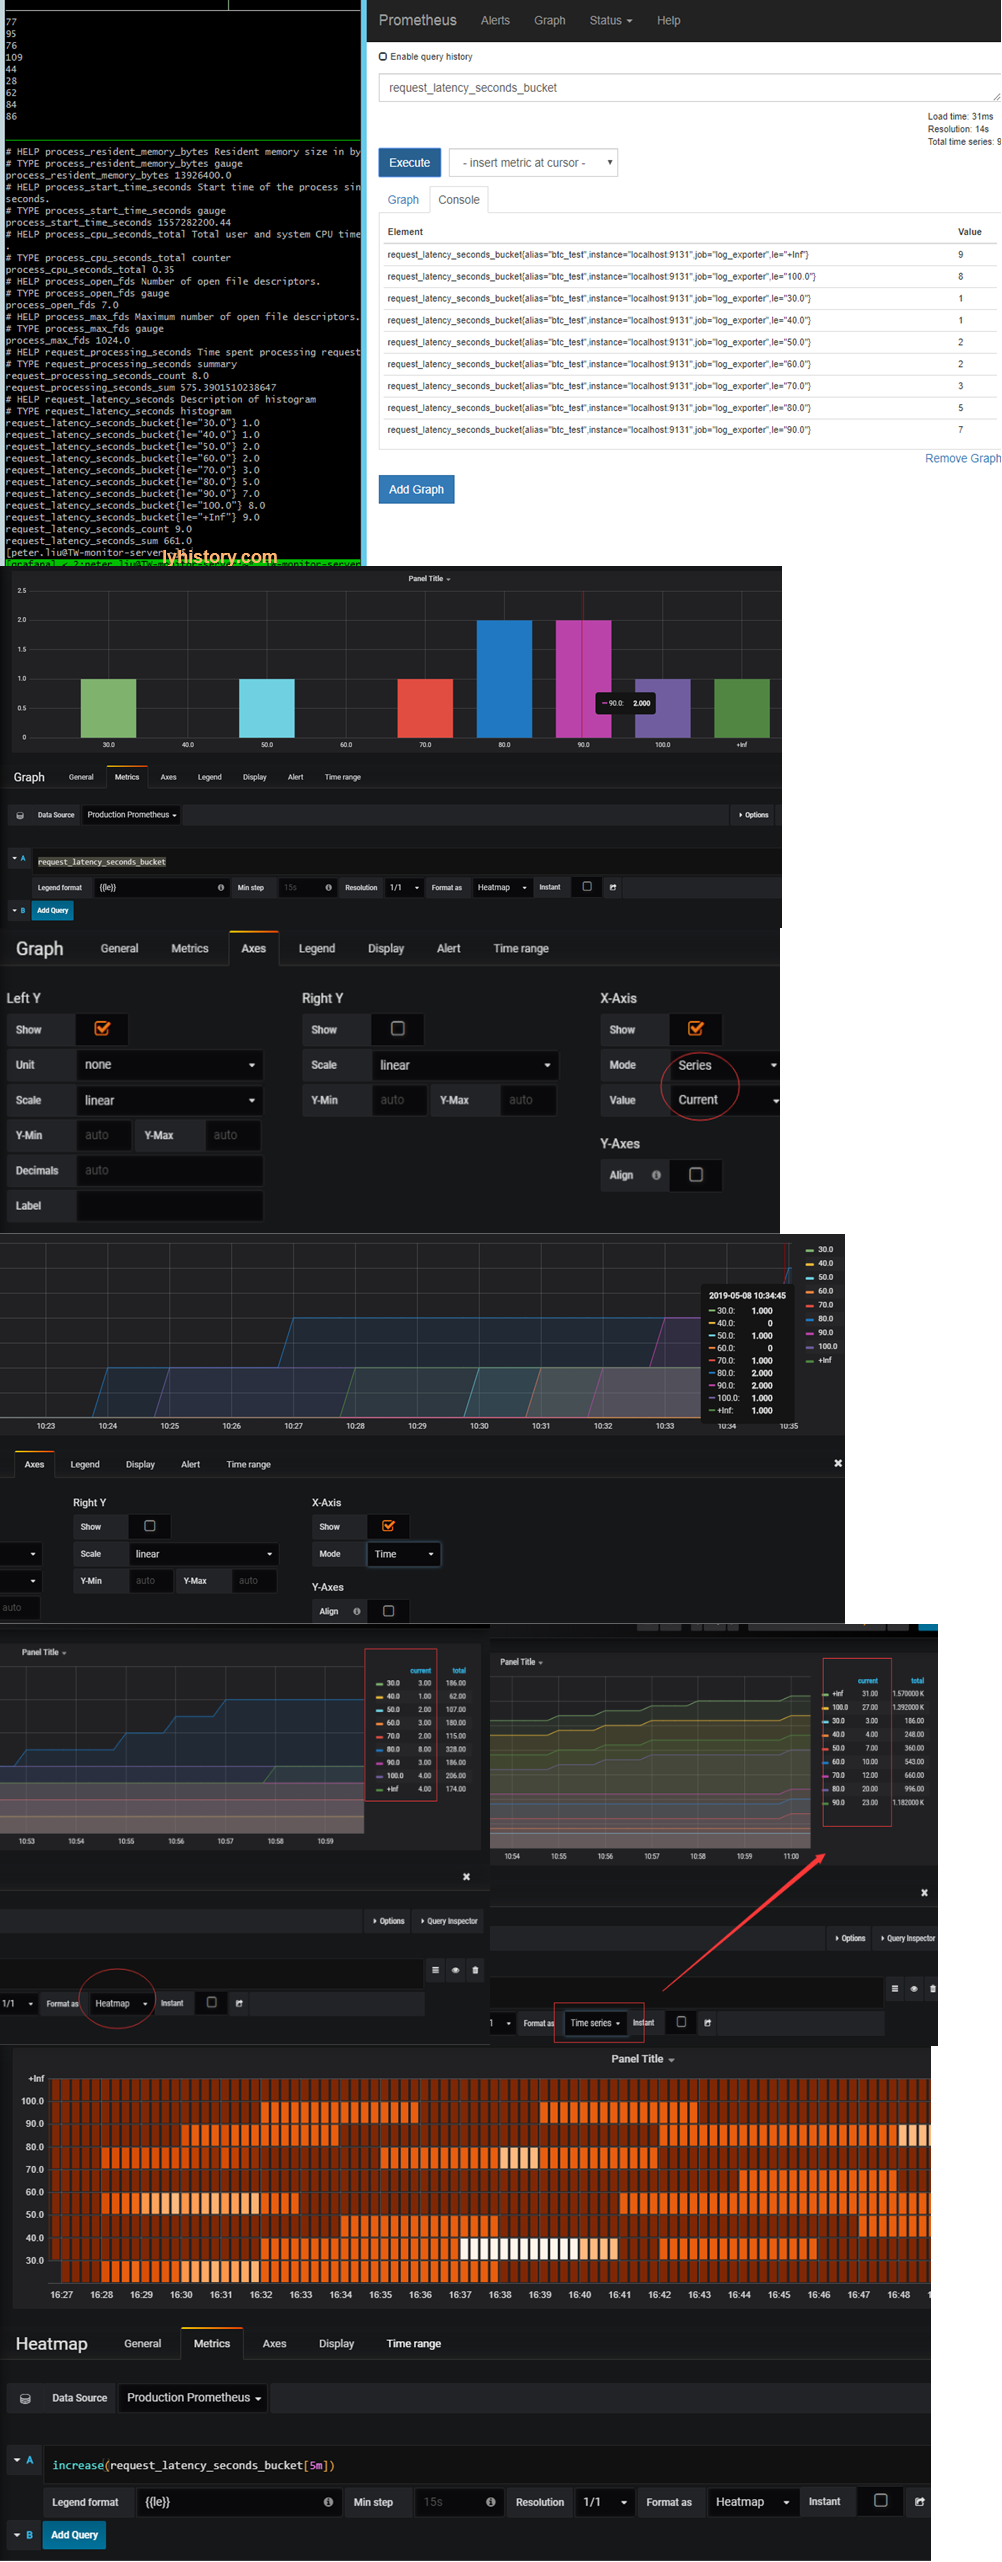 77
95
76
109
44
28
62
84
86
# HELP process_resident_memory_bytes Resident memory size in by
# TYPE process_resident_memory_bytes gauge
process_resident_memory_bytes 13926400.0
# HELP process_start_time_seconds Start time of the process sin
seconds.
# TYPE process_start_time_seconds gauge
process_start_time_seconds 1557282200.44
# HELP process_cpu_seconds_total Total user and system CPU time
.
# TYPE process_cpu_seconds_total counter
process_cpu_seconds_total 0.35
# HELP process_open_fds Number of open file descriptors.
# TYPE process_open_fds gauge
process_open_fds 7.0
# HELP process_max_fds Maximum number of open file descriptors.
# TYPE process_max_fds gauge
process_max_fds 1024.0
# HELP request_processing_seconds Time spent processing request
# TYPE request_processing_seconds summary
request_processing_seconds_count 8.0
request_processing_seconds_sum 575.3901510238647
# HELP request_latency_seconds Description of histogram
# TYPE request_latency_seconds histogram
request_latency_seconds_bucket{le="30.0"} 1.0
request_latency_seconds_bucket{le="40.0"} 1.0
request_latency_seconds_bucket{le="50.0"} 2.0
request_latency_seconds_bucket{le="60.0"} 2.0
request_latency_seconds_bucket{le="70.0"} 3.0
request_latency_seconds_bucket{le="80.0"} 5.0
request_latency_seconds_bucket{le="90.0"} 7.0
request_latency_seconds_bucket{le="100.0"} 8.0
request_latency_seconds_bucket{le="+Inf"} 9.0
request_latency_seconds_count 9.0
request_latency_seconds_sum 661.0
[peter.liu@TW-monitor-server
lyhistory.com
Prometheus Alerts Graph Status Help
Enable query history
request_latency_seconds_bucket
Load time: 31ms
Resolution: 14s
Total time series: 9
Execute - insert metric at cursor -
Graph Console
Element Value
request_latency_seconds_bucket{alias="btc_test",instance="localhost:9131",job="log_exporter",le="+Inf"} 9
request_latency_seconds_bucket{alias="btc_test",instance="localhost:9131",job="log_exporter",le="100.0"} 8
request_latency_seconds_bucket{alias="btc_test",instance="localhost:9131",job="log_exporter",le="30.0"} 1
request_latency_seconds_bucket{alias="btc_test",instance="localhost:9131",job="log_exporter",le="40.0"} 1
request_latency_seconds_bucket{alias="btc_test",instance="localhost:9131",job="log_exporter",le="50.0"} 2
request_latency_seconds_bucket{alias="btc_test",instance="localhost:9131",job="log_exporter",le="60.0"} 2
request_latency_seconds_bucket{alias="btc_test",instance="localhost:9131",job="log_exporter",le="70.0"} 3
request_latency_seconds_bucket{alias="btc_test",instance="localhost:9131",job="log_exporter",le="80.0"} 5
request_latency_seconds_bucket{alias="btc_test",instance="localhost:9131",job="log_exporter",le="90.0"} 7
Remove Graph
Add Graph
Panel Title
2.5
2.0
1.5
1.0
0.5
0
90.0: 2.000
30.0 40.0 50.0 60.0 70.0 80.0 90.0 100.0 +Inf
Graph General Metrics Axes Legend Display Alert Time range
Data Source Production Prometheus Options
A request_latency_seconds_bucket
Legend format {{le}} Min step 15s Resolution 1/1 Format as Heatmap Instant
B Add Query
Graph General Metrics Axes Legend Display Alert Time range
Left Y Right Y X-Axis
Show Show Show
Unit none Scale linear Mode Series
Scale linear Y-Min auto Y-Max auto Value Current
Y-Min auto Y-Max auto Y-Axes
Decimals auto Align
Label
30.0
40.0
50.0
60.0
70.0
80.0
90.0
100.0
+Inf
2019-05-08 10:34:45
30.0: 1.000
40.0: 0
50.0: 1.000
60.0: 0
70.0: 1.000
80.0: 2.000
90.0: 2.000
100.0: 1.000
+Inf: 1.000
10:23 10:24 10:25 10:26 10:27 10:28 10:29 10:30 10:31 10:32 10:33 10:34 10:35
Axes Legend Display Alert Time range
Right Y X-Axis
Show Show
Scale linear Mode Time
Y-Min auto Y-Max auto Y-Axes
auto Align
Panel Title
current total
30.0 3.00 186.00
40.0 1.00 62.00
50.0 2.00 107.00
60.0 3.00 180.00
70.0 2.00 115.00
80.0 8.00 328.00
90.0 3.00 186.00
100.0 4.00 206.00
+Inf 4.00 174.00
10:53 10:54 10:55 10:56 10:57 10:58 10:59
Options Query Inspector
1/1 Format as Heatmap Instant
Panel Title
current total
+Inf 31.00 1.570000 K
100.0 27.00 1.392000 K
30.0 3.00 186.00
40.0 4.00 248.00
50.0 7.00 360.00
60.0 10.00 543.00
70.0 12.00 660.00
80.0 20.00 996.00
90.0 23.00 1.182000 K
10:54 10:55 10:56 10:57 10:58 10:59 11:00
Options Query Inspector
1 Format as Time series Instant
Panel Title
+Inf
100.0
90.0
80.0
70.0
60.0
50.0
40.0
30.0
16:27 16:28 16:29 16:30 16:31 16:32 16:33 16:34 16:35 16:36 16:37 16:38 16:39 16:40 16:41 16:42 16:43 16:44 16:45 16:46 16:47 16:48
Heatmap General Metrics Axes Display Time range
Data Source Production Prometheus
A increase(request_latency_seconds_bucket[5m])
Legend format {{le}} Min step 15s Resolution 1/1 Format as Heatmap Instant
B Add Query